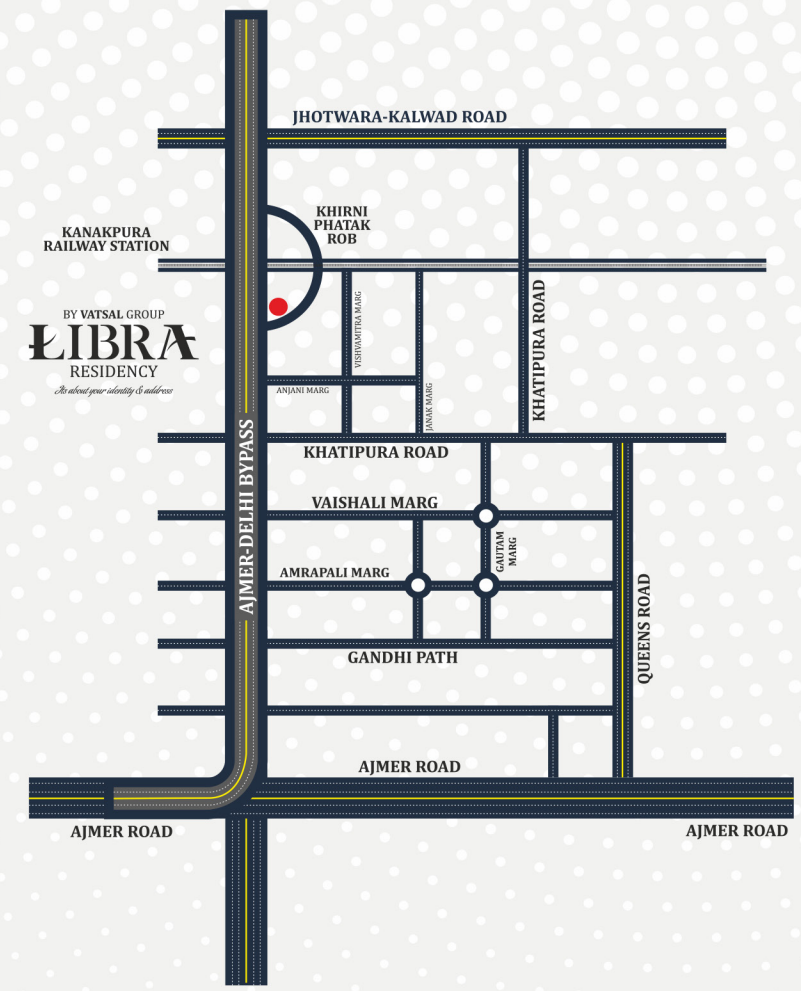 JHOTWARA-KALWAD ROAD
KHIRNI
PHATAK
ROB
KANAKPURA
RAILWAY STATION
BY VATSAL GROUP
LIBRA
RESIDENCY
Its about your identity & address
VISHVAMITRA MARG
KHATIPURA ROAD
ANJANI MARG
JANAK MARG
AJMER-DELHI BYPASS
KHATIPURA ROAD
VAISHALI MARG
GAUTAM
MARG
AMRAPALI MARG
QUEENS ROAD
GANDHI PATH
AJMER ROAD
AJMER ROAD
AJMER ROAD